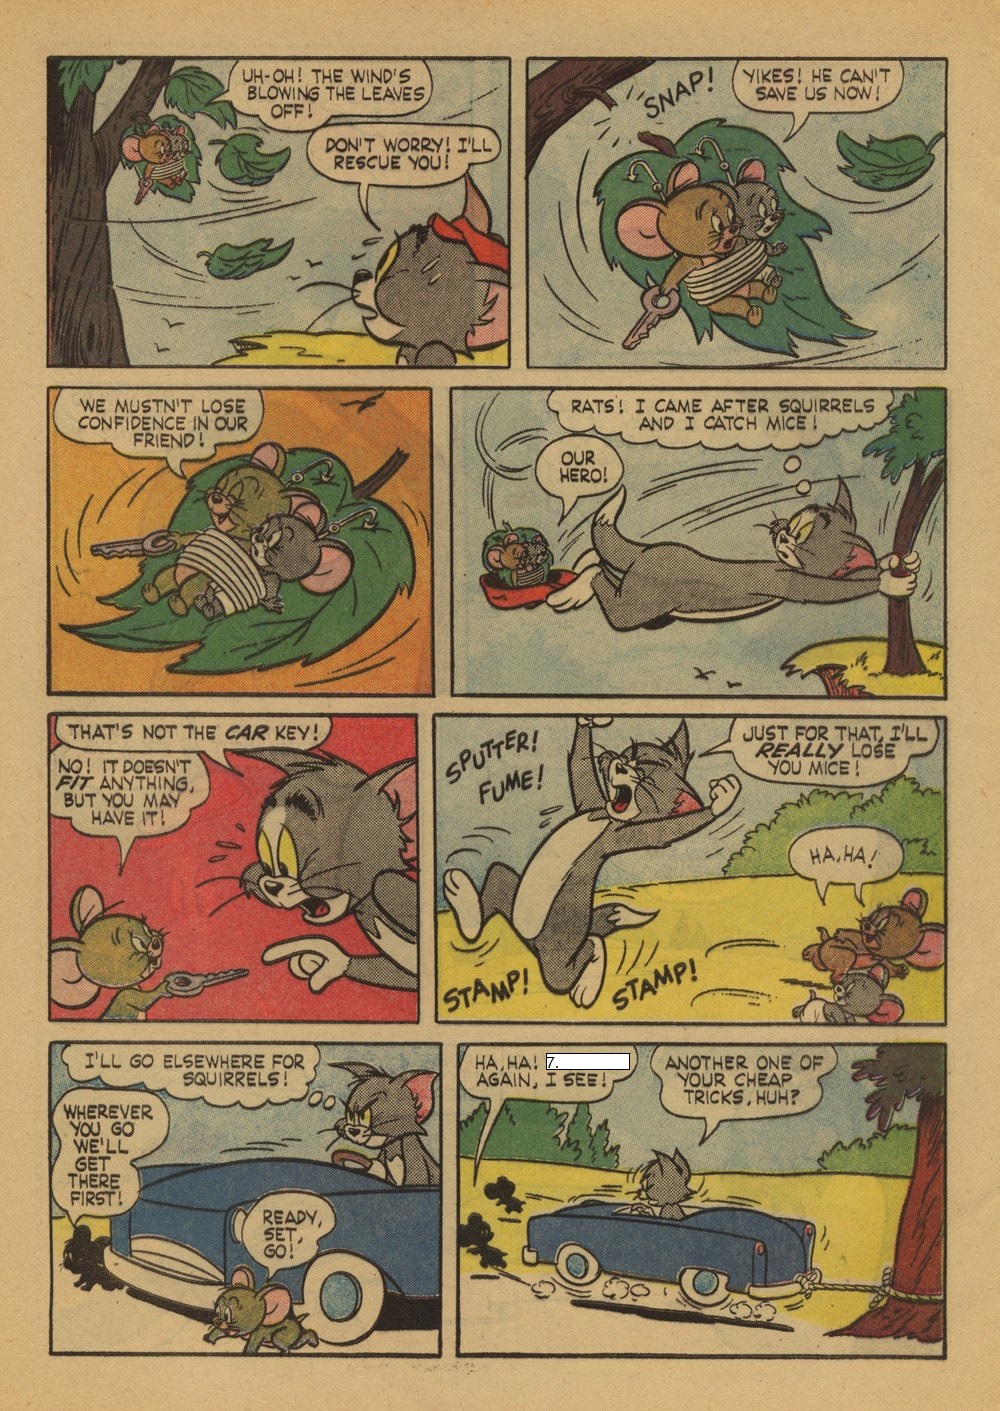 UH-OH! THE WIND'S
BLOWING THE LEAVES
OFF!
DON'T WORRY! I'LL
RESCUE YOU!
SNAP!
YIKES! HE CAN'T
SAVE US NOW!
WE MUSTN'T LOSE
CONFIDENCE IN OUR
FRIEND!
RATS! I CAME AFTER SQUIRRELS
AND I CATCH MICE!
OUR
HERO!
THAT'S NOT THE CAR KEY!
NO! IT DOESN'T
FIT ANYTHING,
BUT YOU MAY
HAVE IT!
SPUTTER!
FUME!
JUST FOR THAT, I'LL
REALLY LOSE
YOU MICE!
HA, HA!
STAMP!
STAMP!
I'LL GO ELSEWHERE FOR
SQUIRRELS!
WHEREVER
YOU GO
WE'LL
GET
THERE
FIRST!
READY,
SET,
GO!
HA, HA! 7.
AGAIN, I SEE!
ANOTHER ONE OF
YOUR CHEAP
TRICKS, HUH?